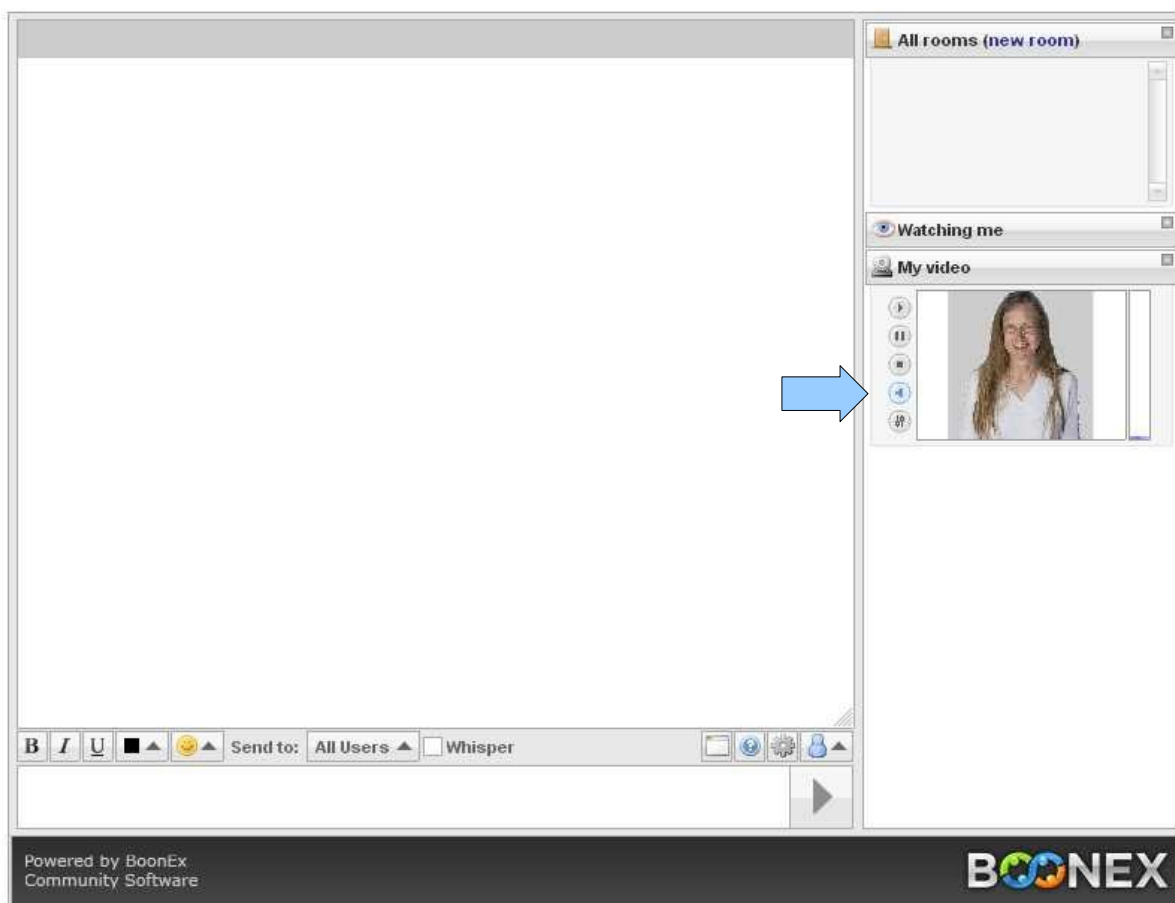 All rooms (new room)
Watching me
My video
B I U Send to: All Users Whisper
Powered by BoonEx
Community Software
BOONEX